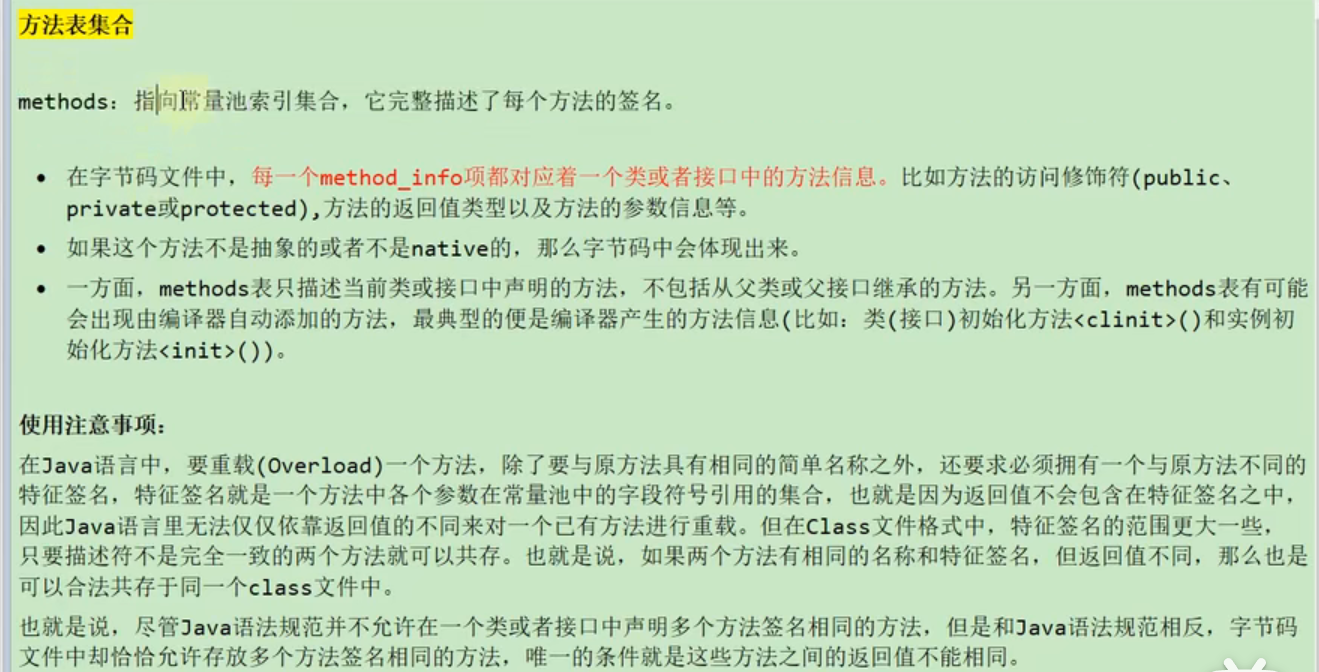 方法表集合
methods：指向常量池索引集合，它完整描述了每个方法的签名。
• 在字节码文件中，每一个method_info项都对应着一个类或者接口中的方法信息。比如方法的访问修饰符(public、
private或protected),方法的返回值类型以及方法的参数信息等。
• 如果这个方法不是抽象的或者不是native的，那么字节码中会体现出来。
• 一方面，methods表只描述当前类或接口中声明的方法，不包括从父类或父接口继承的方法。另一方面，methods表有可能
会出现由编译器自动添加的方法，最典型的便是编译器产生的方法信息(比如：类(接口)初始化方法<clinit>()和实例初
始化方法<init>())。
使用注意事项：
在Java语言中，要重载(Overload)一个方法，除了要与原方法具有相同的简单名称之外，还要求必须拥有一个与原方法不同的
特征签名，特征签名就是一个方法中各个参数在常量池中的字段符号引用的集合，也就是因为返回值不会包含在特征签名之中，
因此Java语言里无法仅仅依靠返回值的不同来对一个已有方法进行重载。但在Class文件格式中，特征签名的范围更大一些，
只要描述符不是完全一致的两个方法就可以共存。也就是说，如果两个方法有相同的名称和特征签名，但返回值不同，那么也是
可以合法共存于同一个class文件中。
也就是说，尽管Java语法规范并不允许在一个类或者接口中声明多个方法签名相同的方法，但是和Java语法规范相反，字节码
文件中却恰恰允许存放多个方法签名相同的方法，唯一的条件就是这些方法之间的返回值不能相同。